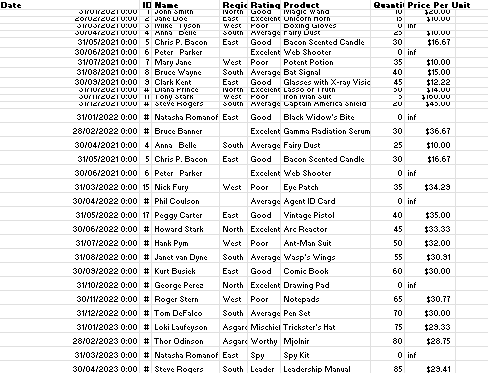 Date ID Name Regic Rating Product Quanti Price Per Unit
31/01/2021 0:00 1 John Smith North Good Magic Wand 10 $20.00
28/02/2021 0:00 2 Jane Doe East Excellent Unicorn Horn 15 $10.00
31/03/2021 0:00 3 Mike Tyson West Poor Boxing Gloves 0 inf
30/04/2021 0:00 4 Anna Belle South Average Fairy Dust 25 $10.00
31/05/2021 0:00 5 Chris P. Bacon East Good Bacon Scented Candle 30 $16.67
30/06/2021 0:00 6 Peter Parker Excellent Web Shooter 0 inf
31/07/2021 0:00 7 Mary Jane West Poor Potent Potion 35 $10.00
31/08/2021 0:00 8 Bruce Wayne South Average Bat Signal 40 $15.00
30/09/2021 0:00 9 Clark Kent East Good Glasses with X-ray Visic 45 $12.22
# Diana Prince North Excellent Lasso of Truth 50 $14.00
# Tony Stark West Poor Iron Man Suit 5
31/12/2021 0:00 # Steve Rogers South Average Captain America Shield 20 $45.00
31/01/2022 0:00 # Natasha Romanof East Good Black Widow's Bite 0 inf
28/02/2022 0:00 # Bruce Banner Excellent Gamma Radiation Serum 30 $36.67
30/04/2021 0:00 4 Anna Belle South Average Fairy Dust 25 $10.00
31/05/2021 0:00 5 Chris P. Bacon East Good Bacon Scented Candle 30 $16.67
30/06/2021 0:00 6 Peter Parker Excellent Web Shooter 0 inf
31/03/2022 0:00 15 Nick Fury West Poor Eye Patch 35 $34.29
30/04/2022 0:00 # Phil Coulson Average Agent ID Card 0 inf
31/05/2022 0:00 17 Peggy Carter East Good Vintage Pistol 40 $35.00
30/06/2022 0:00 # Howard Stark North Excellent Arc Reactor 45 $33.33
31/07/2022 0:00 # Hank Pym West Poor Ant-Man Suit 50 $32.00
31/08/2022 0:00 # Janet van Dyne South Average Wasp's Wings 55 $30.91
30/09/2022 0:00 # Kurt Busiek East Good Comic Book 60 $30.00
31/10/2022 0:00 # George Perez North Excellent Drawing Pad 0 inf
30/11/2022 0:00 # Roger Stern West Poor Notepads 65 $30.77
31/12/2022 0:00 # Tom DeFalco South Average Pen Set 70 $30.00
31/01/2023 0:00 # Loki Laufeyson Asgarc Mischiel Trickster's Hat 75 $29.33
28/02/2023 0:00 # Thor Odinson Asgarc Worthy Mjolnir 80 $28.75
31/03/2023 0:00 # Natasha Romanof East Spy Spy Kit 0 inf
30/04/2023 0:00 # Steve Rogers South Leader Leadership Manual 85 $29.41